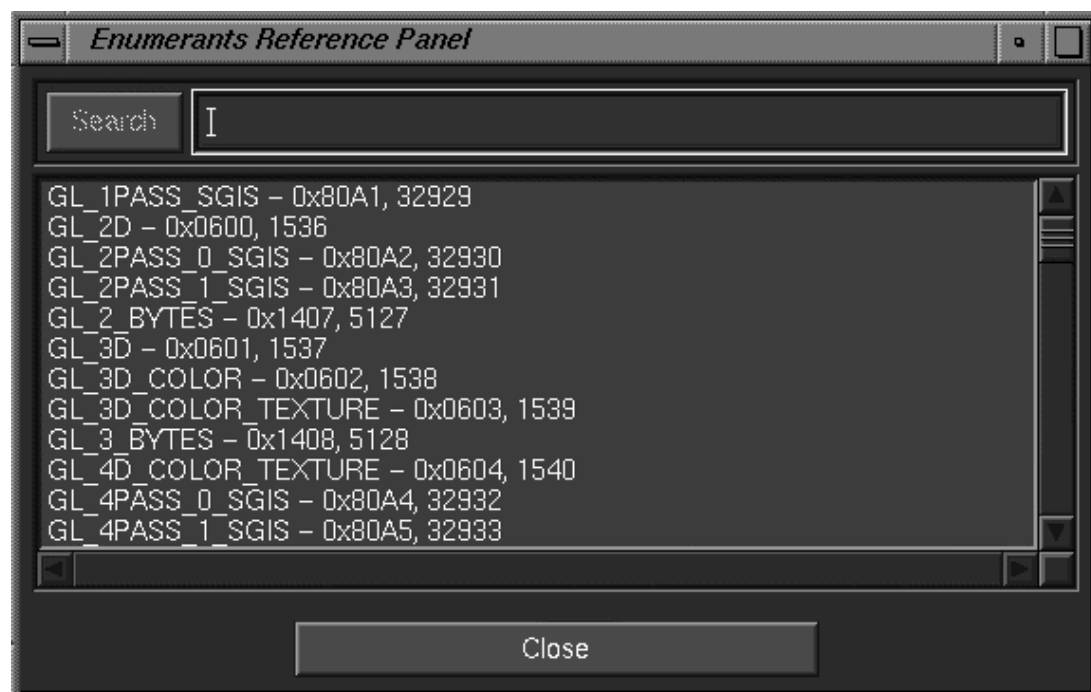 Enumerants Reference Panel
Search
GL_1PASS_SGIS – 0x80A1, 32929
GL_2D – 0x0600, 1536
GL_2PASS_0_SGIS – 0x80A2, 32930
GL_2PASS_1_SGIS – 0x80A3, 32931
GL_2_BYTES – 0x1407, 5127
GL_3D – 0x0601, 1537
GL_3D_COLOR – 0x0602, 1538
GL_3D_COLOR_TEXTURE – 0x0603, 1539
GL_3_BYTES – 0x1408, 5128
GL_4D_COLOR_TEXTURE – 0x0604, 1540
GL_4PASS_0_SGIS – 0x80A4, 32932
GL_4PASS_1_SGIS – 0x80A5, 32933
Close